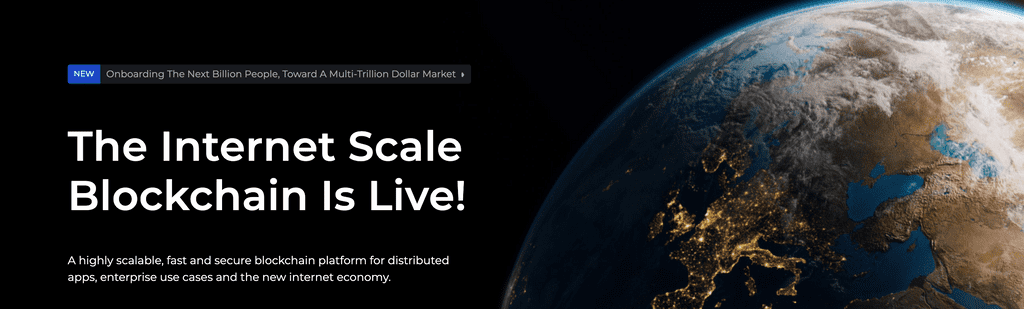 NEW Onboarding The Next Billion People, Toward A Multi-Trillion Dollar Market
The Internet Scale
Blockchain Is Live!
A highly scalable, fast and secure blockchain platform for distributed
apps, enterprise use cases and the new internet economy.